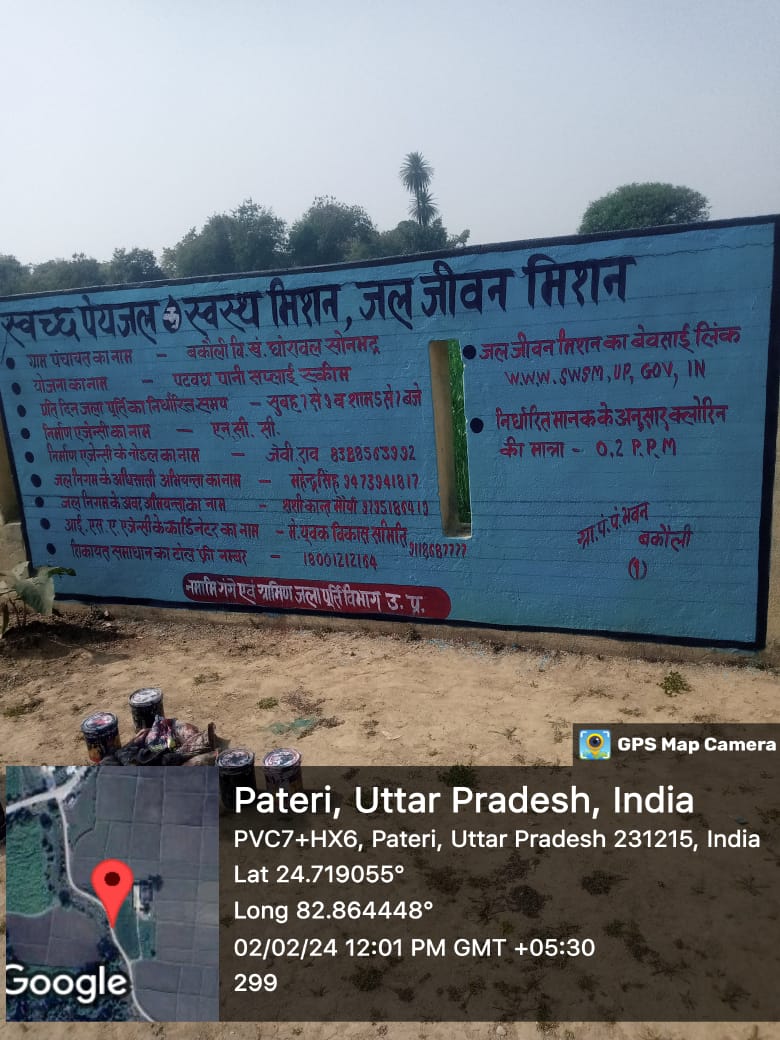 स्वच्छ पेयजल स्वस्थ मिशन, जल जीवन मिशन
ग्राम पंचायत का नाम – बकौली वि. खं. घोरावल सोनभद्र
योजना का नाम – पटवध पानी सप्लाई स्कीम
प्रति दिन जला पूर्ति का निर्धारित समय – सुबह 7 से 9 व शाम 5 से 7 बजे
निर्माण एजेन्सी का नाम – एन. सी. सी.
निर्माण एजेन्सी के नोडल का नाम – जेवी. राव 8388563992
जल निगम के अधिशाषी अभियन्ता का नाम – महेन्द्र सिंह 9473941817
जल निगम के अवर अभियन्ता का नाम – शशी कान्त मौर्या 9795186419
आई. एस. ए. एजेन्सी के कार्डिनेटर का नाम – में. युवक विकास समिति 9118687777
शिकायत समाधान का टोल फ्री नम्बर – 18001212164
नमामि गंगे एवं ग्रामिण जला पूर्ति विभाग उ. प्र.
जल जीवन मिशन का बेवसाई लिंक
WWW.SWSM,UP,GOV,IN
निर्धारित मानक के अनुसार क्लोरिन
की मात्रा – 0.2 P.P.M
ग्रा. पं. पं. भवन
बकौली
(१)
GPS Map Camera
Pateri, Uttar Pradesh, India
PVC7+HX6, Pateri, Uttar Pradesh 231215, India
Lat 24.719055°
Long 82.864448°
02/02/24 12:01 PM GMT +05:30
299
Google